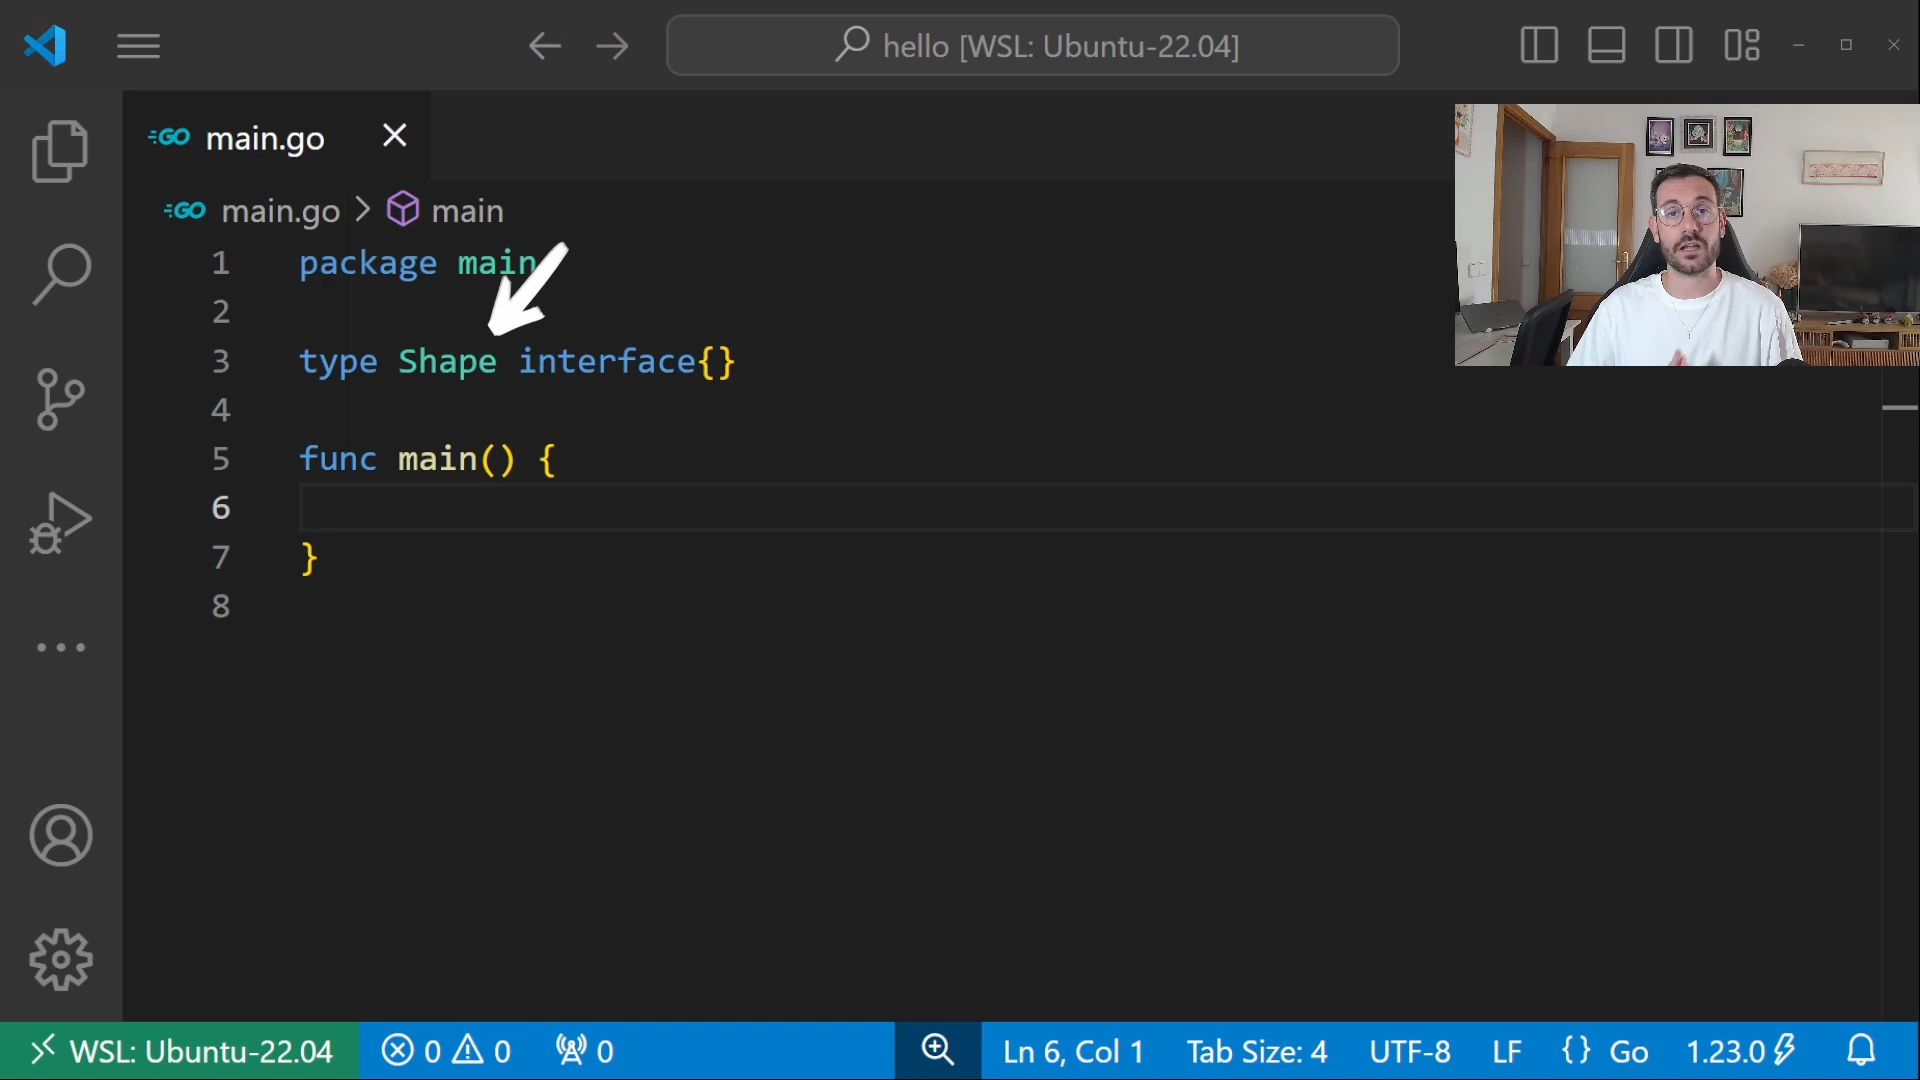 hello [WSL: Ubuntu-22.04]
GO main.go
GO main.go > main
1 package main
2
3 type Shape interface{}
4
5 func main() {
6
7 }
8
WSL: Ubuntu-22.04 0 0 0 Ln 6, Col 1 Tab Size: 4 UTF-8 LF {} Go 1.23.0